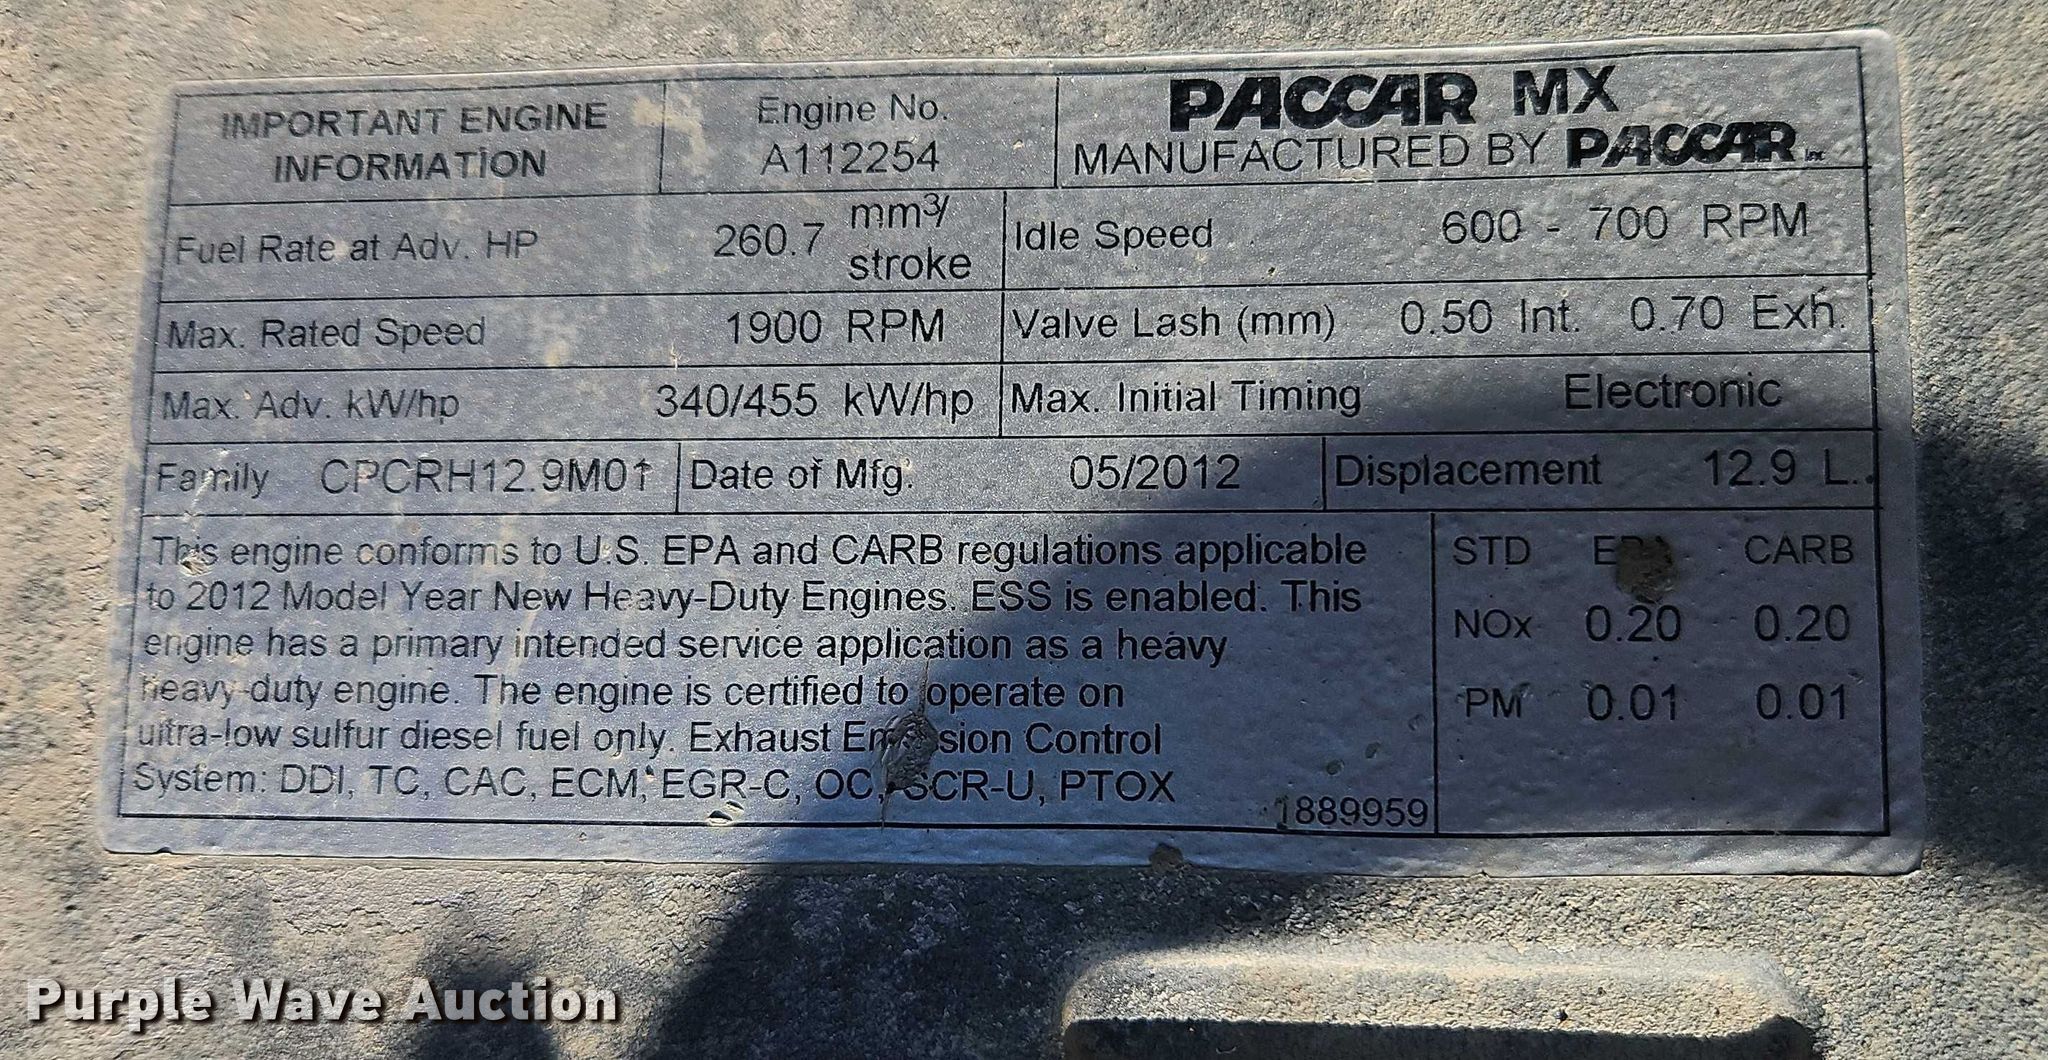 IMPORTANT ENGINE INFORMATION
Engine No.
A112254
PACCAR MX
MANUFACTURED BY PACCAR Inc
Fuel Rate at Adv. HP 260.7 mm³/stroke
Idle Speed 600 - 700 RPM
Max. Rated Speed 1900 RPM
Valve Lash (mm) 0.50 Int. 0.70 Exh.
Max. Adv. kW/hp 340/455 kW/hp
Max. Initial Timing Electronic
Family CPCRH12.9M01
Date of Mfg. 05/2012
Displacement 12.9 L.
This engine conforms to U.S. EPA and CARB regulations applicable
to 2012 Model Year New Heavy-Duty Engines. ESS is enabled. This
engine has a primary intended service application as a heavy
heavy-duty engine. The engine is certified to operate on
ultra-low sulfur diesel fuel only. Exhaust Emission Control
System: DDI, TC, CAC, ECM, EGR-C, OC, SCR-U, PTOX
1889959
STD EPA CARB
NOx 0.20 0.20
PM 0.01 0.01
Purple Wave Auction